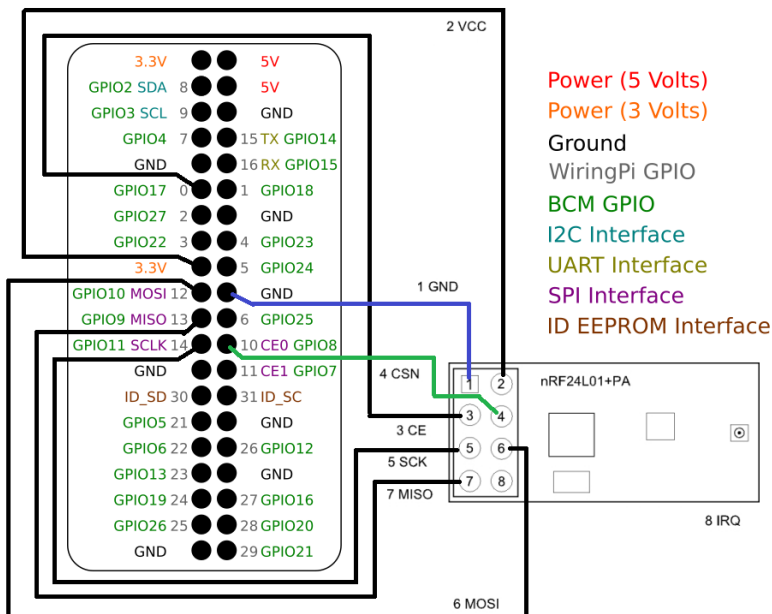 2 VCC
3.3V 5V
GPIO2 SDA 8 5V
GPIO3 SCL 9 GND
GPIO4 7 15 TX GPIO14
GND 16 RX GPIO15
GPIO17 0 1 GPIO18
GPIO27 2 GND
GPIO22 3 4 GPIO23
3.3V 5 GPIO24
GPIO10 MOSI 12 GND
GPIO9 MISO 13 6 GPIO25
GPIO11 SCLK 14 10 CE0 GPIO8
GND 11 CE1 GPIO7
ID_SD 30 31 ID_SC
GPIO5 21 GND
GPIO6 22 26 GPIO12
GPIO13 23 GND
GPIO19 24 27 GPIO16
GPIO26 25 28 GPIO20
GND 29 GPIO21
Power (5 Volts)
Power (3 Volts)
Ground
WiringPi GPIO
BCM GPIO
I2C Interface
UART Interface
SPI Interface
ID EEPROM Interface
1 GND
4 CSN
3 CE
5 SCK
7 MISO
6 MOSI
1 2
3 4
5 6
7 8
nRF24L01+PA
8 IRQ